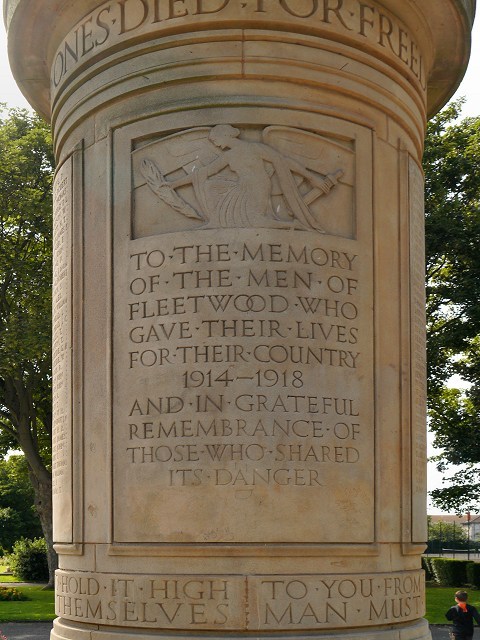 ONES·DIED·FOR·FREED
TO·THE·MEMORY
OF·THE·MEN·OF
FLEETWOOD·WHO
GAVE·THEIR·LIVES
FOR·THEIR·COUNTRY
1914–1918
AND·IN·GRATEFUL
REMEMBRANCE·OF
THOSE·WHO·SHARED
ITS·DANGER
HOLD·IT·HIGH TO·YOU·FROM
THEMSELVES MAN·MUST